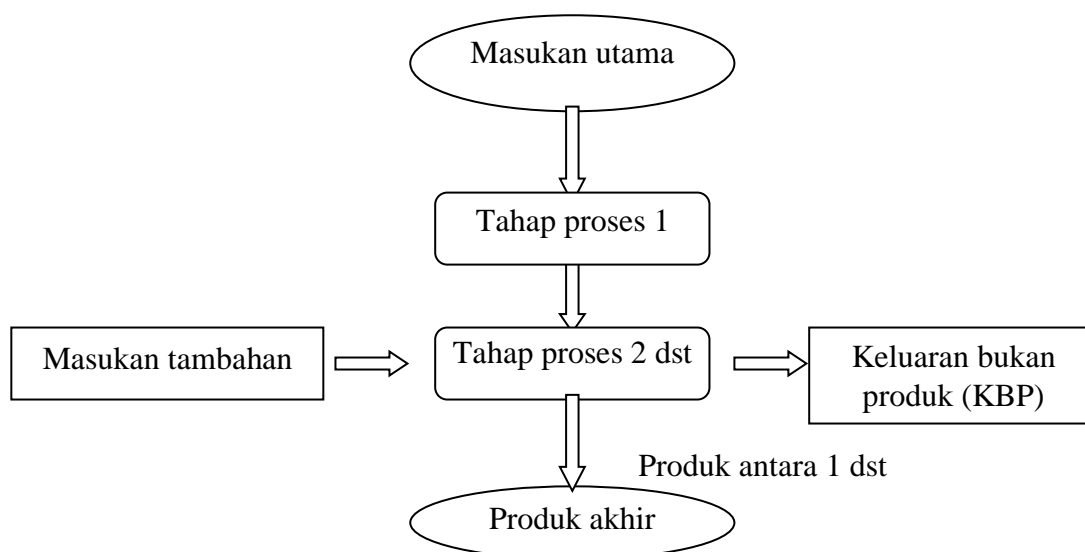 Masukan utama
Tahap proses 1
Masukan tambahan
Tahap proses 2 dst
Keluaran bukan
produk (KBP)
Produk antara 1 dst
Produk akhir